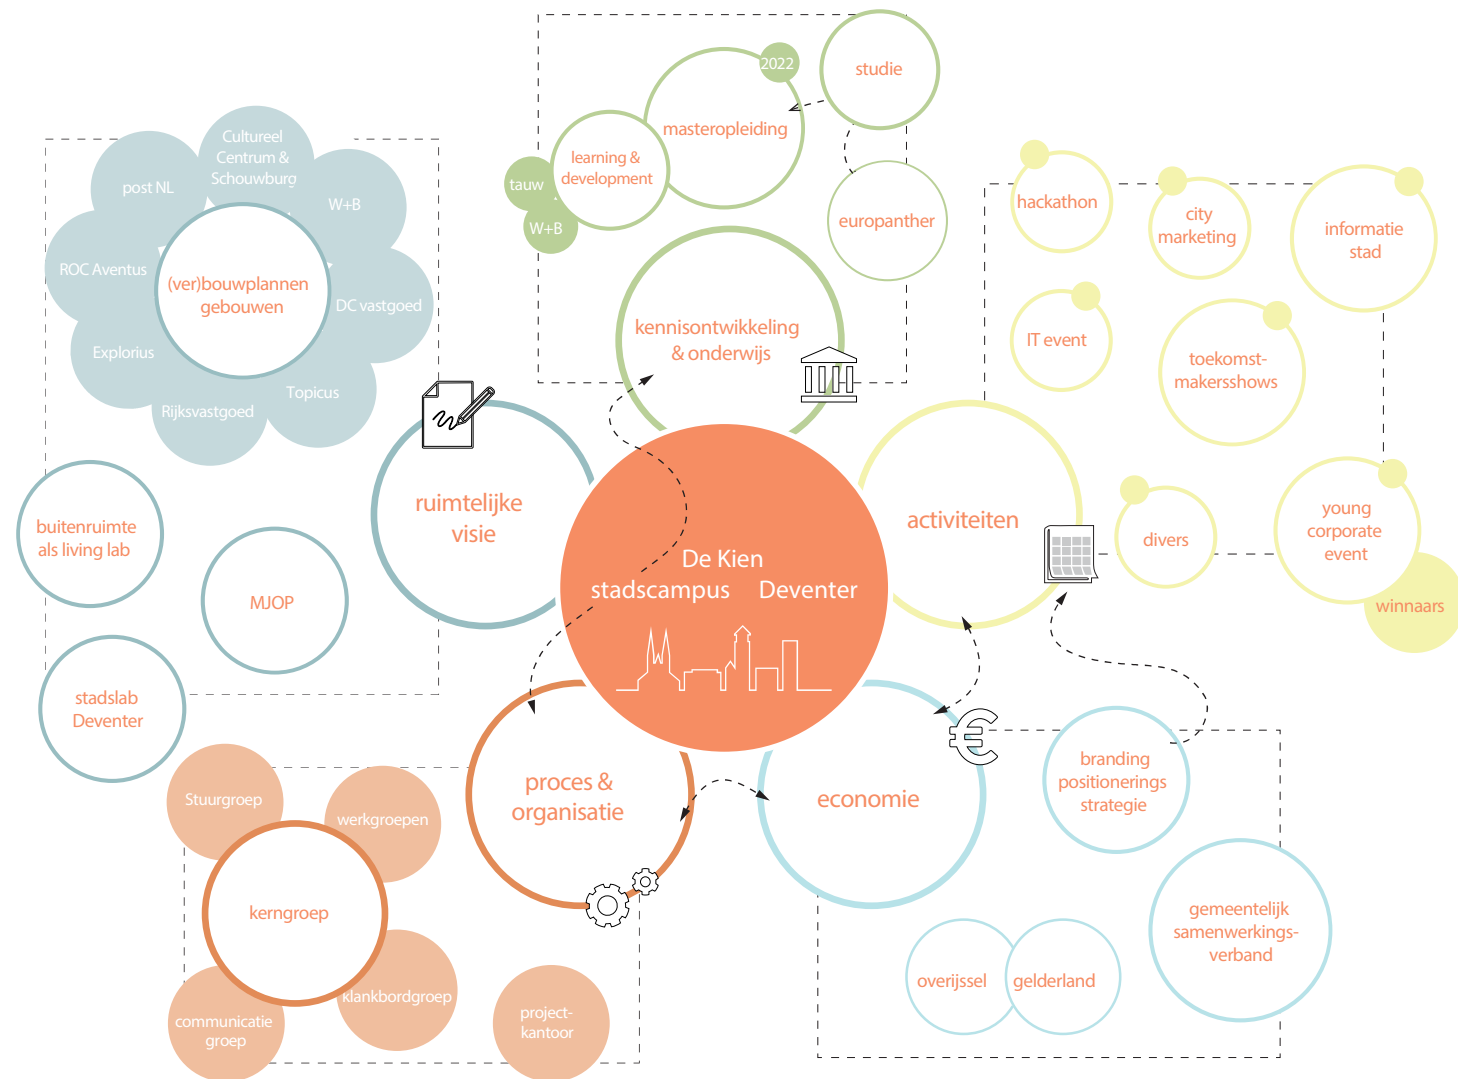 Cultureel
Centrum &
Schouwburg
post NL
W+B
ROC Aventus
(ver)bouwplannen
gebouwen
DC vastgoed
Explorius
Topicus
Rijksvastgoed
buitenruimte
als living lab
MJOP
stadslab
Deventer
ruimtelijke
visie
2022
studie
masteropleiding
learning &
development
tauw
W+B
europanther
kennisontwikkeling
& onderwijs
hackathon
city
marketing
informatie
stad
IT event
toekomst-
makersshows
activiteiten
divers
young
corporate
event
winnaars
De Kien
stadscampus Deventer
proces &
organisatie
Stuurgroep
werkgroepen
kerngroep
klankbordgroep
communicatie
groep
project-
kantoor
economie
branding
positionerings
strategie
gemeentelijk
samenwerkings-
verband
overijssel
gelderland